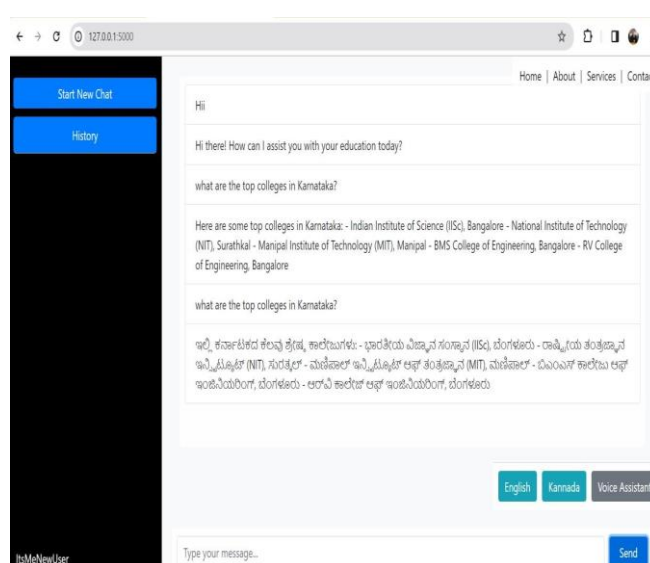 127.0.0.1:5000
Home | About | Services | Conta
Start New Chat
History
Hii
Hi there! How can I assist you with your education today?
what are the top colleges in Karnataka?
Here are some top colleges in Karnataka: - Indian Institute of Science (IISc), Bangalore - National Institute of Technology
(NIT), Surathkal - Manipal Institute of Technology (MIT), Manipal - BMS College of Engineering, Bangalore - RV College
of Engineering, Bangalore
what are the top colleges in Karnataka?
ಇಲ್ಲಿ ಕರ್ನಾಟಕದ ಕೆಲವು ಶ್ರೇಷ್ಠ ಕಾಲೇಜುಗಳು: - ಭಾರತೀಯ ವಿಜ್ಞಾನ ಸಂಸ್ಥಾನ (IISc), ಬೆಂಗಳೂರು - ರಾಷ್ಟ್ರೀಯ ತಂತ್ರಜ್ಞಾನ
ಇನ್ಸ್ಟಿಟ್ಯೂಟ್ (NIT), ಸುರತ್ಕಲ್ - ಮಣಿಪಾಲ್ ಇನ್ಸ್ಟಿಟ್ಯೂಟ್ ಆಫ್ ತಂತ್ರಜ್ಞಾನ (MIT), ಮಣಿಪಾಲ್ - ಬಿಎಂಎಸ್ ಕಾಲೇಜು ಆಫ್
ಇಂಜಿನಿಯರಿಂಗ್, ಬೆಂಗಳೂರು - ಆರ್‌ವಿ ಕಾಲೇಜ್ ಆಫ್ ಇಂಜಿನಿಯರಿಂಗ್, ಬೆಂಗಳೂರು
English Kannada Voice Assistant
Type your message...
Send
ItsMeNewUser